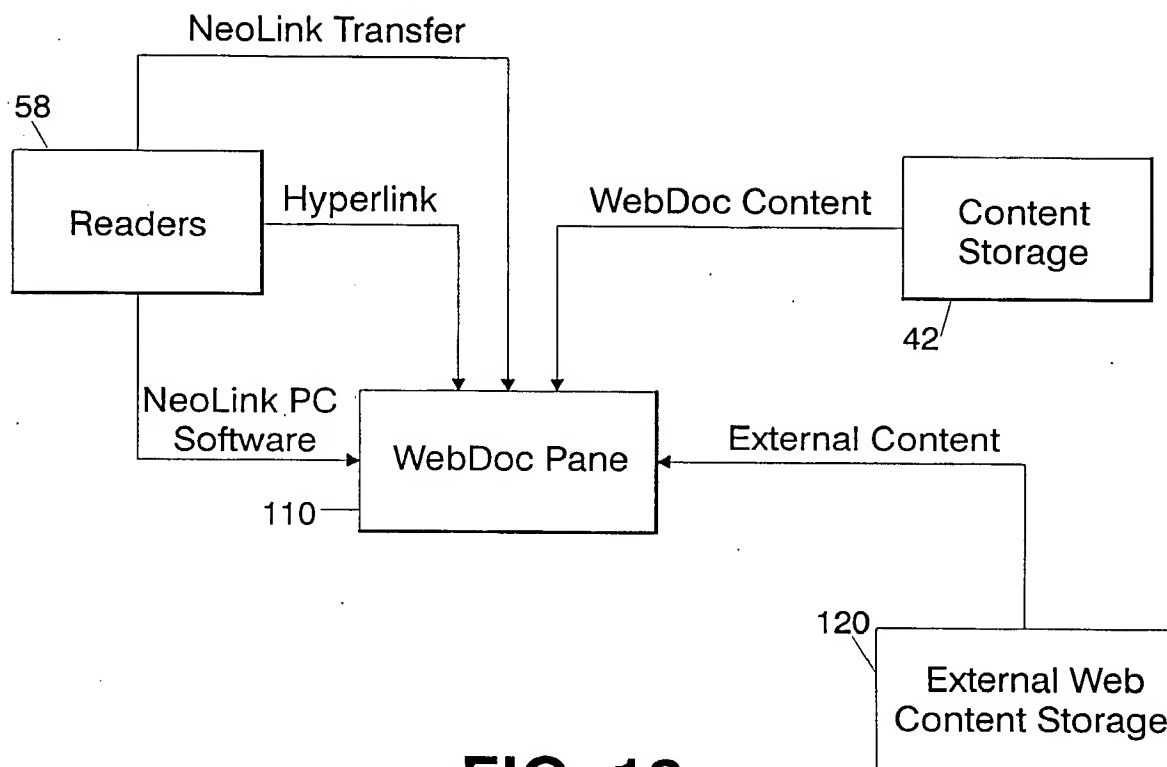 NeoLink Transfer
58
Readers
Hyperlink
WebDoc Content
Content
Storage
42
NeoLink PC
Software
WebDoc Pane
External Content
110
120
External Web
Content Storage